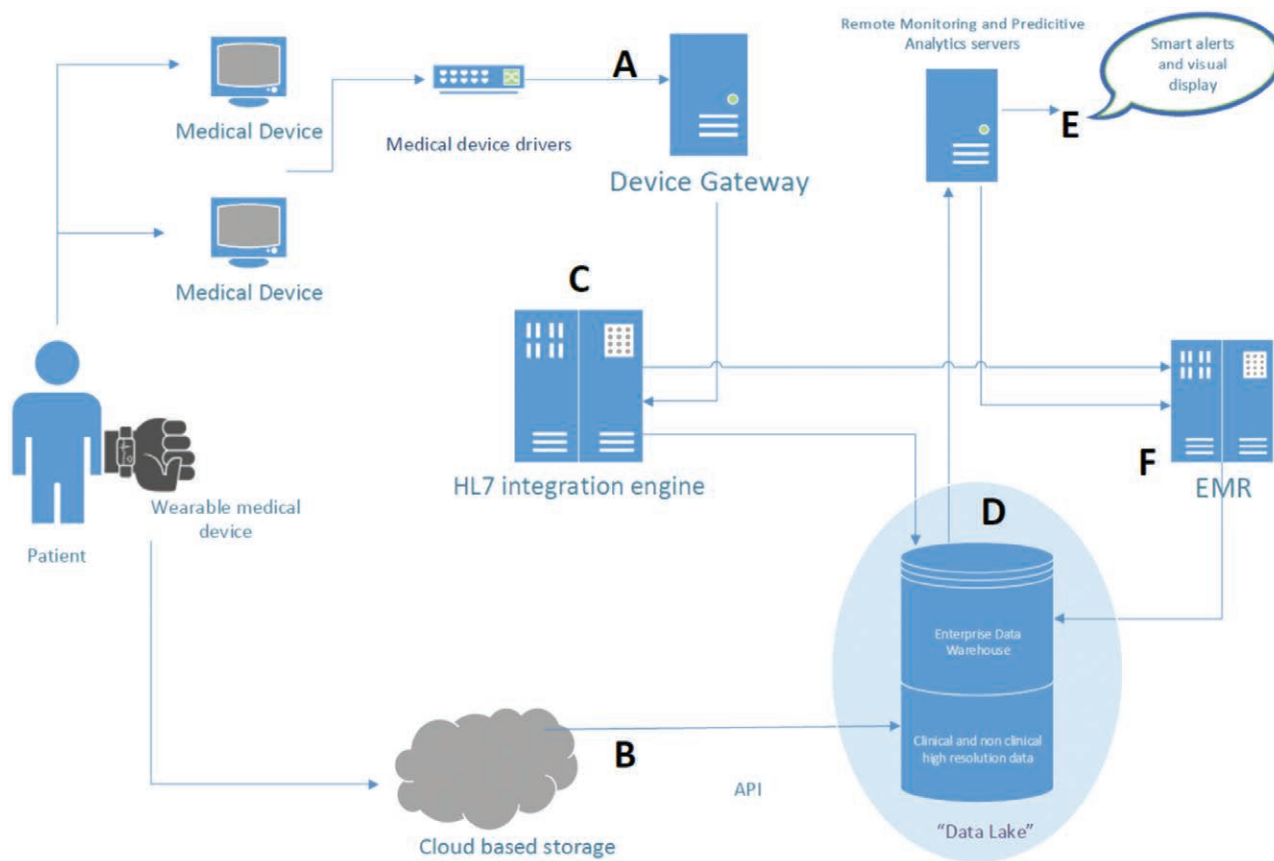 Remote Monitoring and Predicitive
Analytics servers
Smart alerts
and visual
display
A
E
Medical Device
Medical device drivers
Device Gateway
Medical Device
C
HL7 integration engine
F
EMR
D
Wearable medical
device
Patient
Enterprise Data
Warehouse
Clinical and non clinical
high resolution data
B
API
"Data Lake"
Cloud based storage